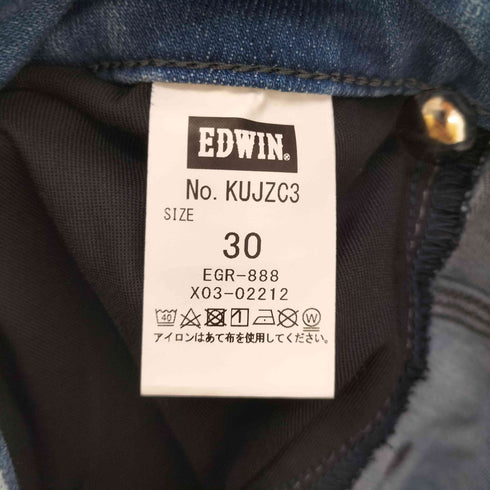 EDWIN®
No. KUJZC3
SIZE
30
EGR-888
X03-02212
40 W
アイロンはあて布を使用してください。